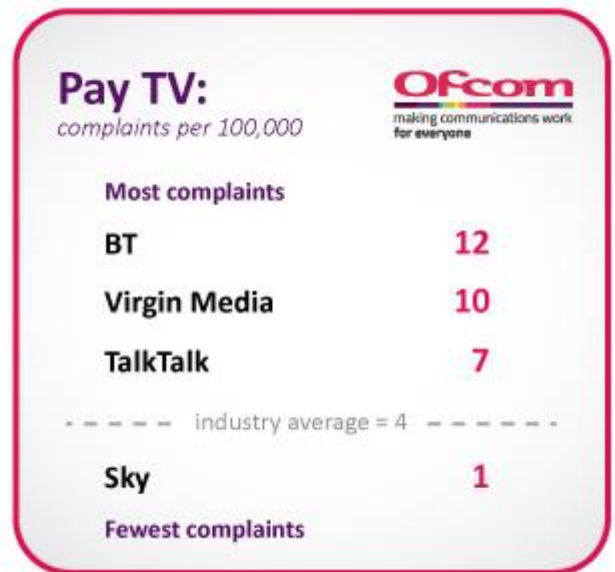 Pay TV:
complaints per 100,000
Ofcom
making communications work
for everyone
Most complaints
BT 12
Virgin Media 10
TalkTalk 7
industry average = 4
Sky 1
Fewest complaints